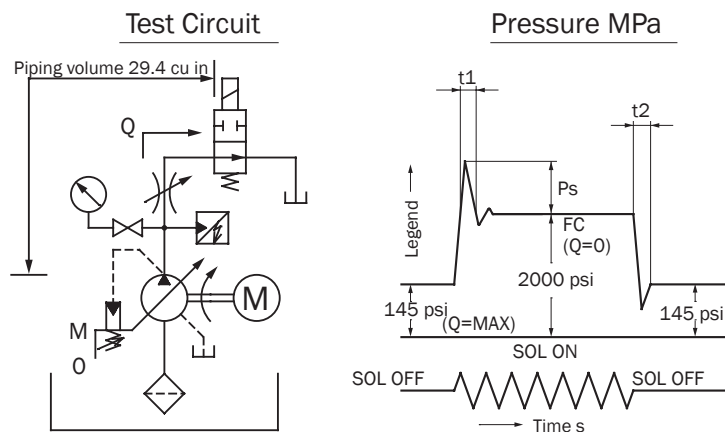 Test Circuit
Piping volume 29.4 cu in
Q
M
M
O
Pressure MPa
t1
t2
Legend
Ps
FC
(Q=0)
2000 psi
145 psi
(Q=MAX)
145 psi
SOL ON
SOL OFF
SOL OFF
Time s